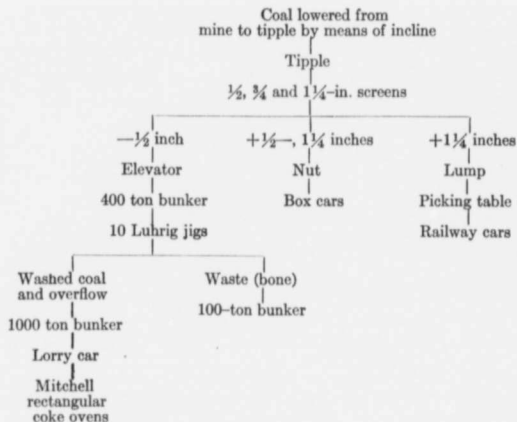 Coal lowered from
mine to tipple by means of incline
Tipple
½, ¾ and 1¼-in. screens
—½ inch
+½—, 1¼ inches
+1¼ inches
Elevator
Nut
Lump
400 ton bunker
Box cars
Picking table
10 Luhrig jigs
Railway cars
Washed coal
and overflow
Waste (bone)
1000 ton bunker
100-ton bunker
Lorry car
Mitchell
rectangular
coke ovens